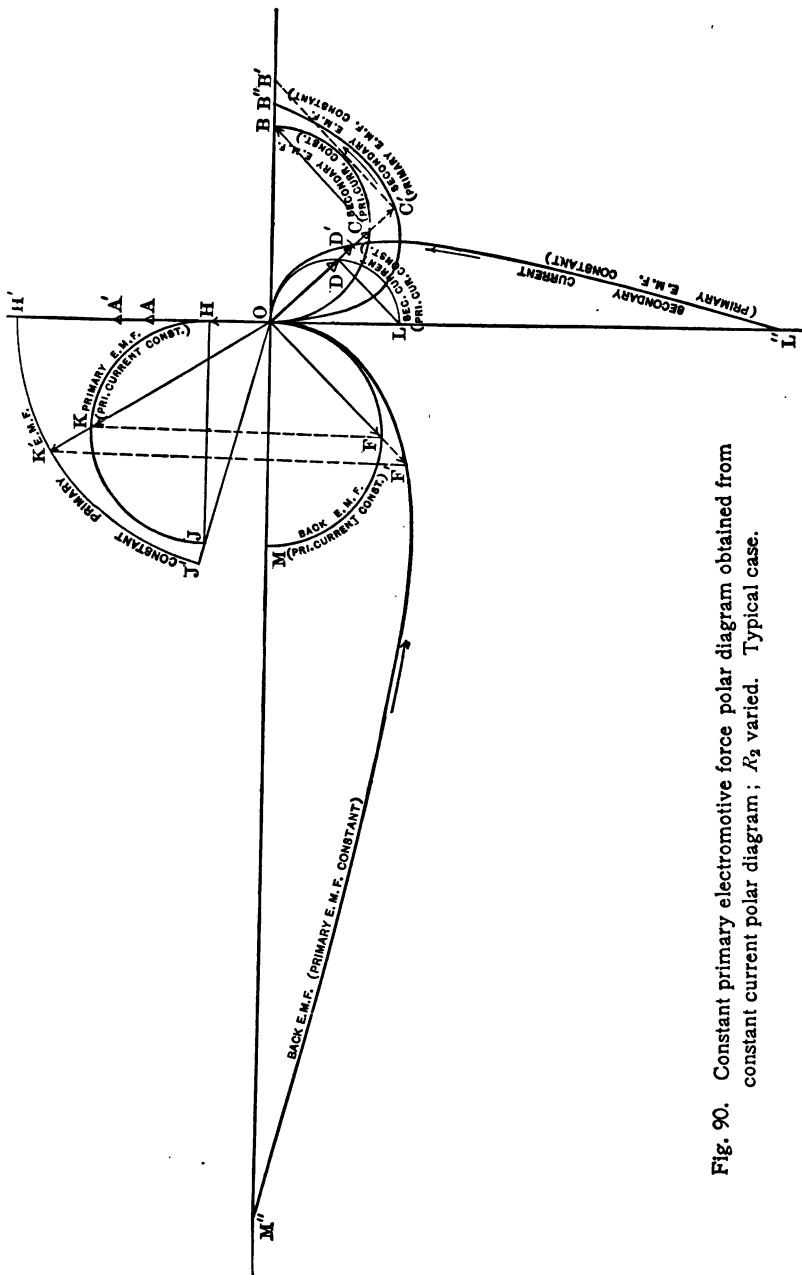 H'
A'
A
H
O
K'
E.M.F.
PRIMARY
CONSTANT
K
PRIMARY E.M.F.
(PRI.CURRENT CONST.)
J
J'
M
BACK E.M.F.
(PRI.CURRENT CONST.)
F
F'
B
B''
B'
SECONDARY E.M.F.
(PRI.CURR. CONST.)
SECONDARY E.M.F.
(PRIMARY E.M.F. CONSTANT)
C
C'
D
D'
SEC. CURRENT
(PRI. CUR. CONST.)
L
SECONDARY CURRENT
(PRIMARY E.M.F. CONSTANT)
L''
BACK E.M.F. (PRIMARY E.M.F. CONSTANT)
M''
Fig. 90. Constant primary electromotive force polar diagram obtained from
constant current polar diagram; R₂ varied. Typical case.